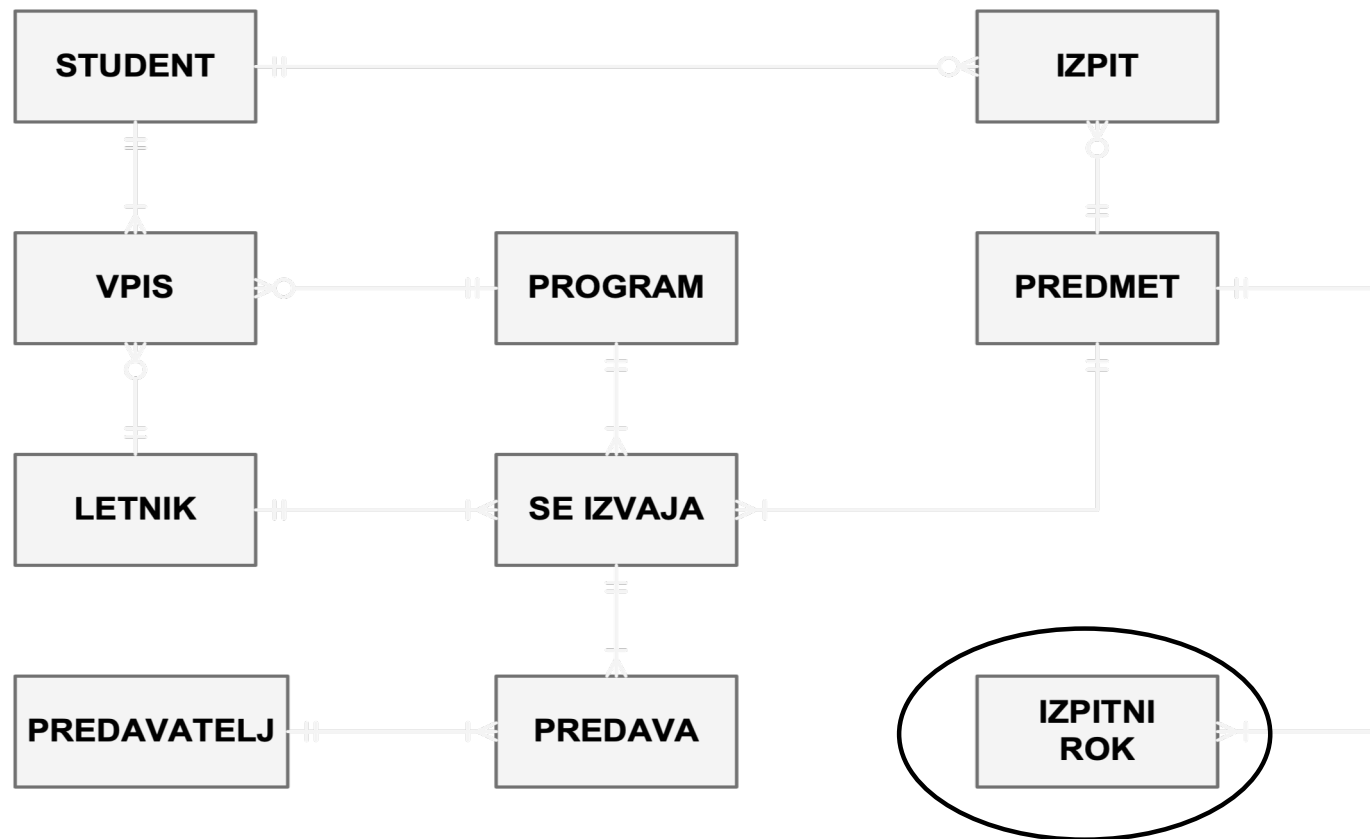 STUDENT
IZPIT
VPIS
PROGRAM
PREDMET
LETNIK
SE IZVAJA
PREDAVATELJ
PREDAVA
IZPITNI
ROK